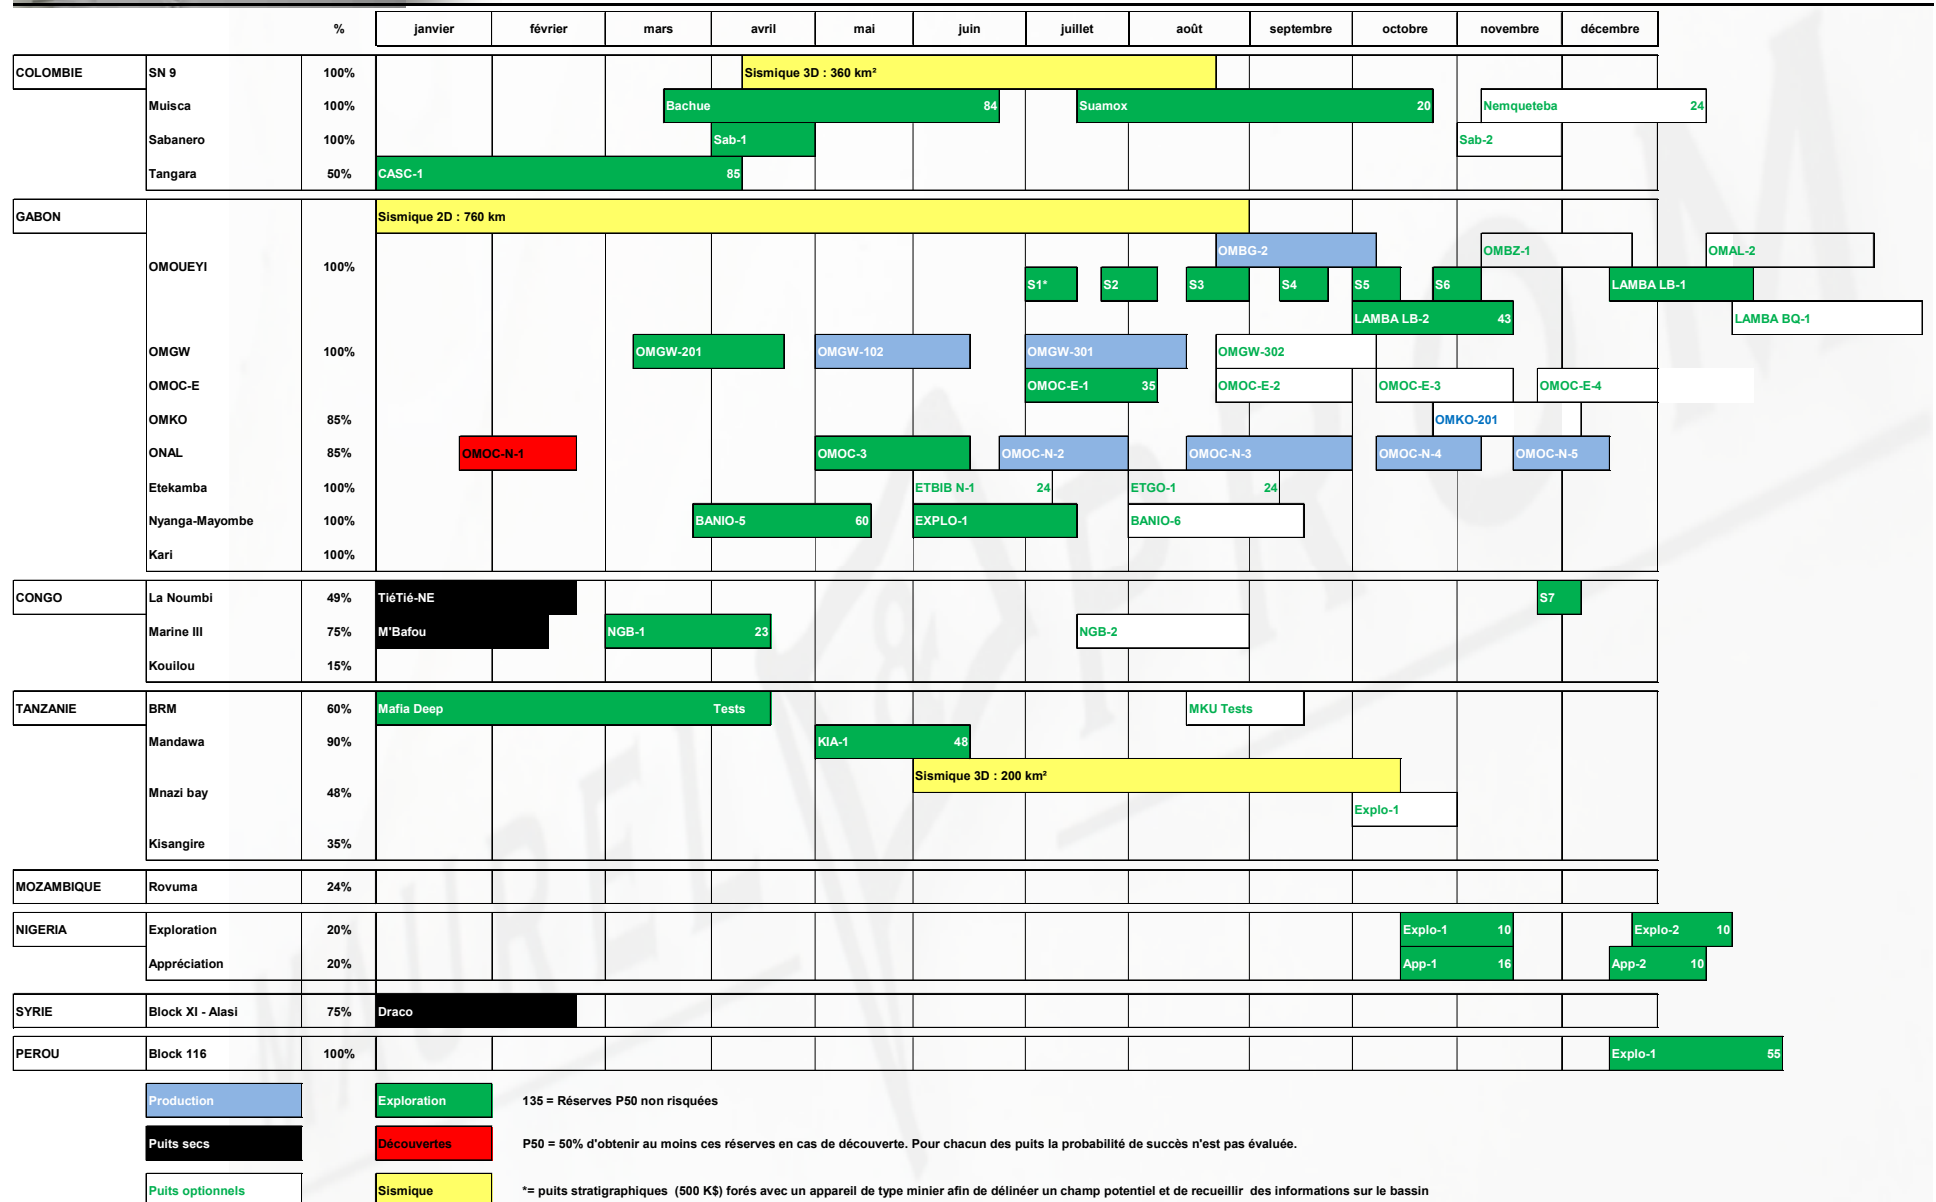 % janvier février mars avril mai juin juillet août septembre octobre novembre décembre
COLOMBIE SN 9 100% Sismique 3D : 360 km²
Muisca 100% Bachue 84 Suamox 20 Nemqueteba 24
Sabanero 100% Sab-1 Sab-2
Tangara 50% CASC-1 85
GABON Sismique 2D : 760 km
OMBG-2 OMBZ-1 OMAL-2
OMOUEYI 100%
S1* S2 S3 S4 S5 S6 LAMBA LB-1
LAMBA LB-2 43 LAMBA BQ-1
OMGW 100% OMGW-201 OMGW-102 OMGW-301 OMGW-302
OMOC-E OMOC-E-1 35 OMOC-E-2 OMOC-E-3 OMOC-E-4
OMKO 85% OMKO-201
ONAL 85% OMOC-N-1 OMOC-3 OMOC-N-2 OMOC-N-3 OMOC-N-4 OMOC-N-5
Etekamba 100% ETBIB N-1 24 ETGO-1 24
Nyanga-Mayombe 100% BANIO-5 60 EXPLO-1 BANIO-6
Kari 100%
CONGO La Noumbi 49% TiéTié-NE S7
Marine III 75% M'Bafou NGB-1 23 NGB-2
Kouilou 15%
TANZANIE BRM 60% Mafia Deep Tests MKU Tests
Mandawa 90% KIA-1 48
Sismique 3D : 200 km²
Mnazi bay 48%
Explo-1
Kisangire 35%
MOZAMBIQUE Rovuma 24%
NIGERIA Exploration 20% Explo-1 10 Explo-2 10
Appréciation 20% App-1 16 App-2 10
SYRIE Block XI - Alasi 75% Draco
PEROU Block 116 100% Explo-1 55
Production Exploration 135 = Réserves P50 non risquées
Puits secs Découvertes P50 = 50% d'obtenir au moins ces réserves en cas de découverte. Pour chacun des puits la probabilité de succès n'est pas évaluée.
Puits optionnels Sismique *= puits stratigraphiques (500 K$) forés avec un appareil de type minier afin de délinéer un champ potentiel et de recueillir des informations sur le bassin
MAUREL & PROM